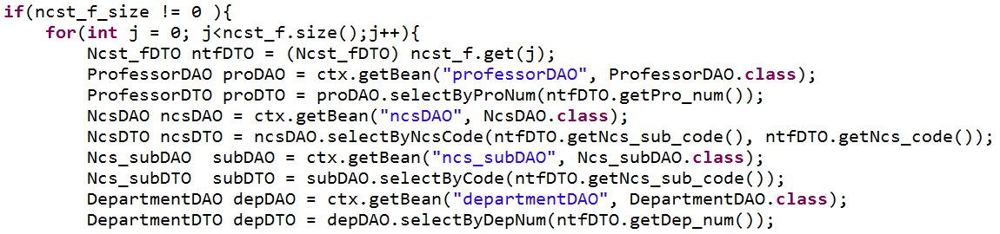 if(ncst_f_size != 0 ){
for(int j = 0; j<ncst_f.size();j++){
Ncst_fDTO ntfDTO = (Ncst_fDTO) ncst_f.get(j);
ProfessorDAO proDAO = ctx.getBean("professorDAO", ProfessorDAO.class);
ProfessorDTO proDTO = proDAO.selectByProNum(ntfDTO.getPro_num());
NcsDAO ncsDAO = ctx.getBean("ncsDAO", NcsDAO.class);
NcsDTO ncsDTO = ncsDAO.selectByNcsCode(ntfDTO.getNcs_sub_code(), ntfDTO.getNcs_code());
Ncs_subDAO  subDAO = ctx.getBean("ncs_subDAO", Ncs_subDAO.class);
Ncs_subDTO  subDTO = subDAO.selectByCode(ntfDTO.getNcs_sub_code());
DepartmentDAO depDAO = ctx.getBean("departmentDAO", DepartmentDAO.class);
DepartmentDTO depDTO = depDAO.selectByDepNum(ntfDTO.getDep_num());